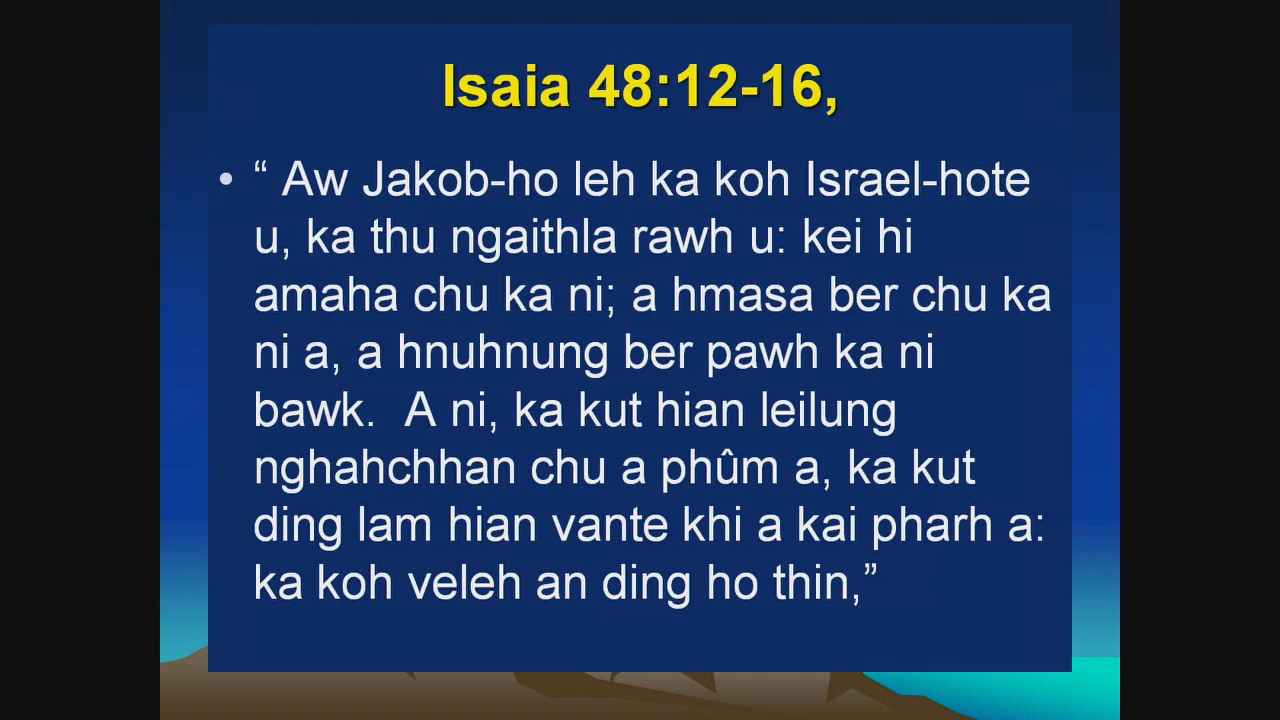 Isaia 48:12-16,
• “ Aw Jakob-ho leh ka koh Israel-hote
u, ka thu ngaithla rawh u: kei hi
amaha chu ka ni; a hmasa ber chu ka
ni a, a hnuhnung ber pawh ka ni
bawk.  A ni, ka kut hian leilung
nghahchhan chu a phûm a, ka kut
ding lam hian vante khi a kai pharh a:
ka koh veleh an ding ho thin,”